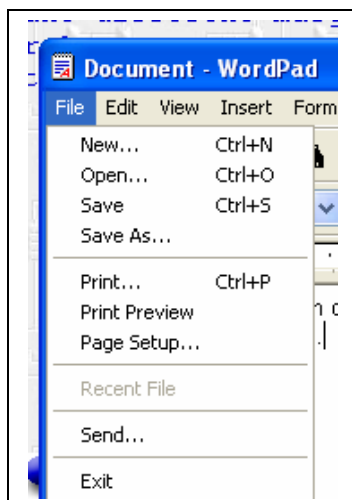 Document - WordPad
File Edit View Insert Form
New... Ctrl+N
Open... Ctrl+O
Save Ctrl+S
Save As...
Print... Ctrl+P
Print Preview
Page Setup...
Recent File
Send...
Exit